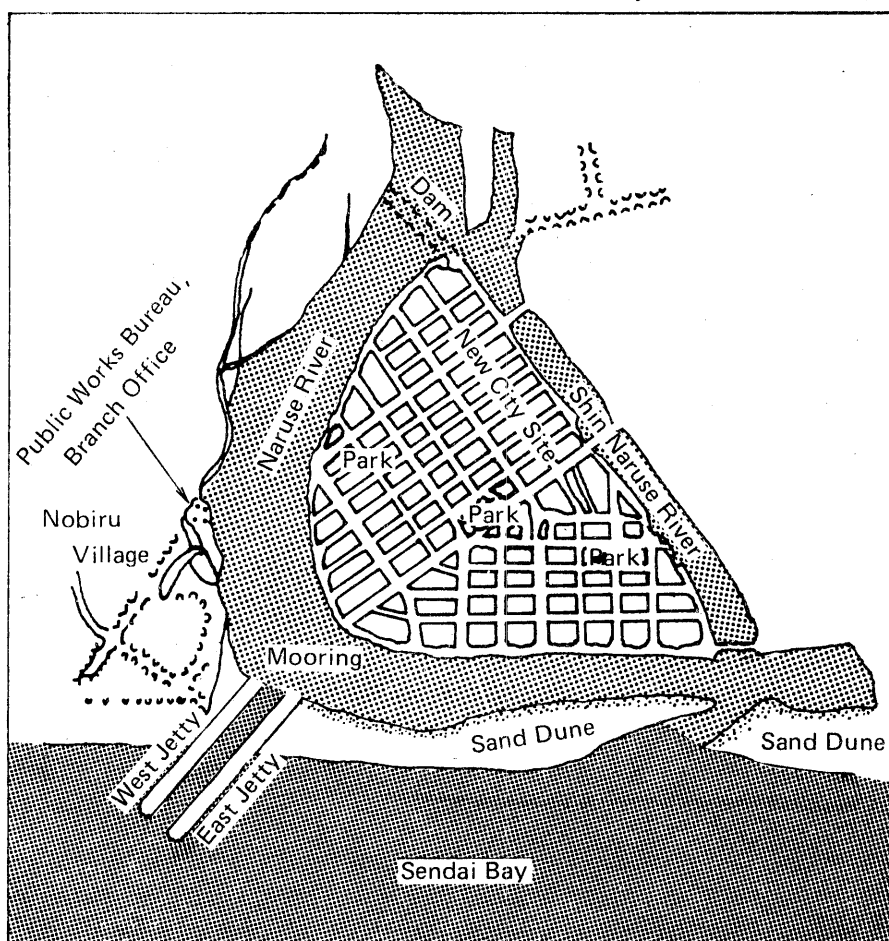 Dam
Public Works Bureau,
Branch Office
Naruse River
New City Site
Shin Naruse River
Park
Park
Park
Nobiru
Village
Mooring
West Jetty
East Jetty
Sand Dune
Sand Dune
Sendai Bay